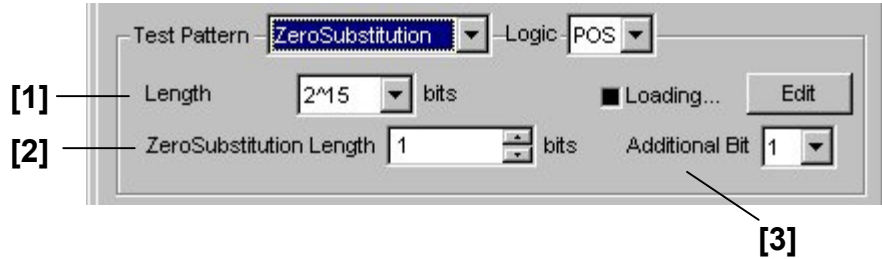 Test Pattern ZeroSubstitution Logic POS
[1] Length 2^15 bits Loading... Edit
[2] ZeroSubstitution Length 1 bits Additional Bit 1
[3]